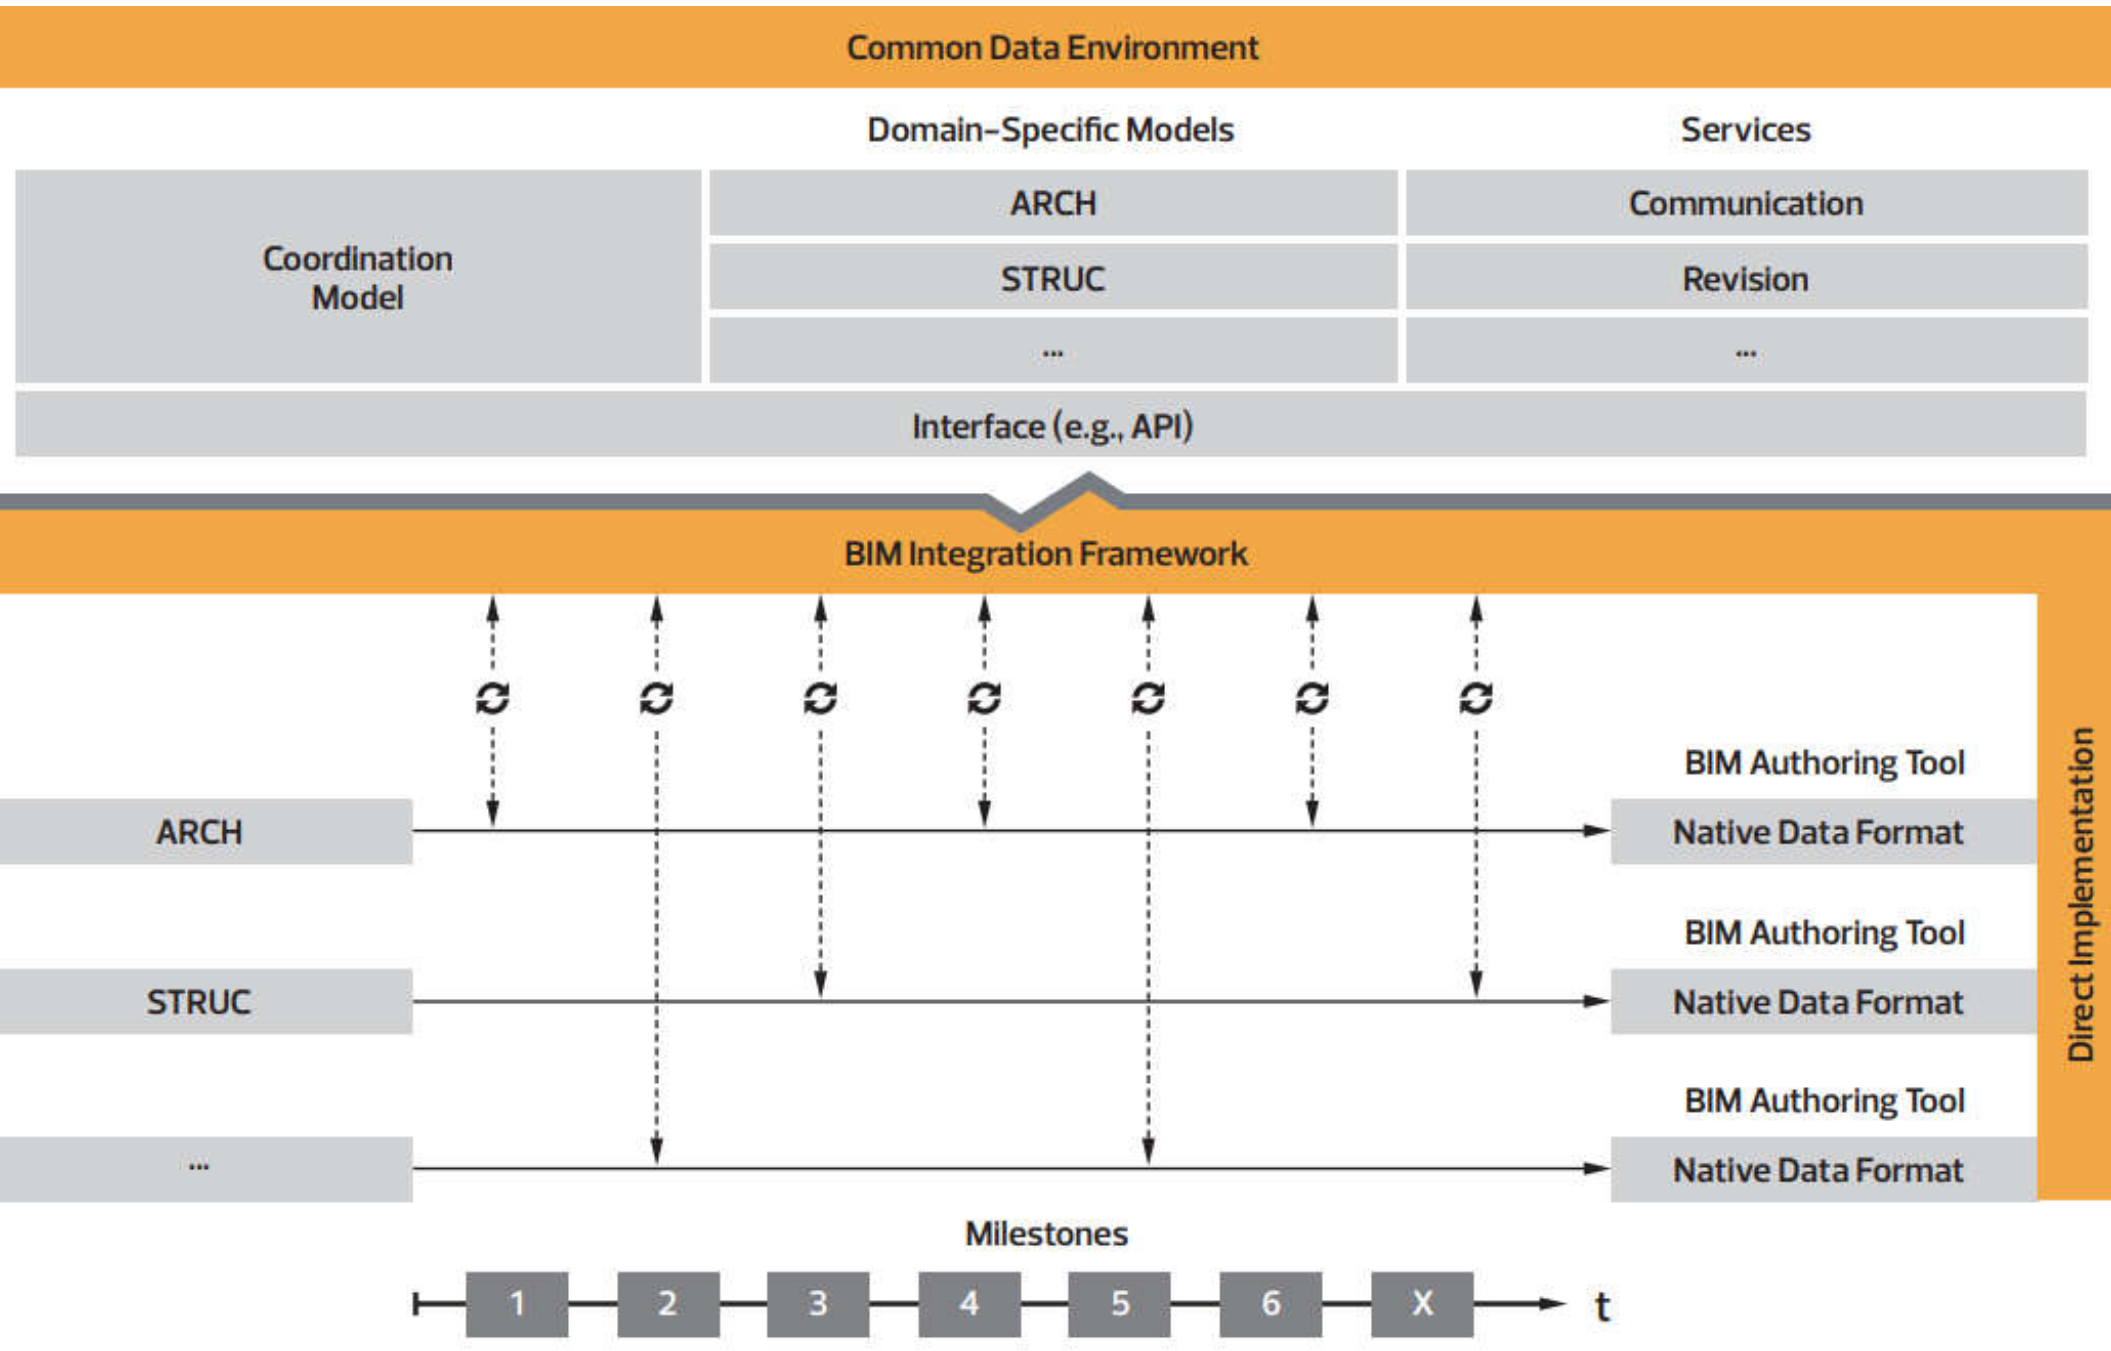 Common Data Environment
Domain-Specific Models
Services
Coordination
Model
ARCH
Communication
STRUC
Revision
...
...
Interface (e.g., API)
BIM Integration Framework
BIM Authoring Tool
ARCH
Native Data Format
BIM Authoring Tool
STRUC
Native Data Format
BIM Authoring Tool
...
Native Data Format
Direct Implementation
Milestones
1 2 3 4 5 6 X t